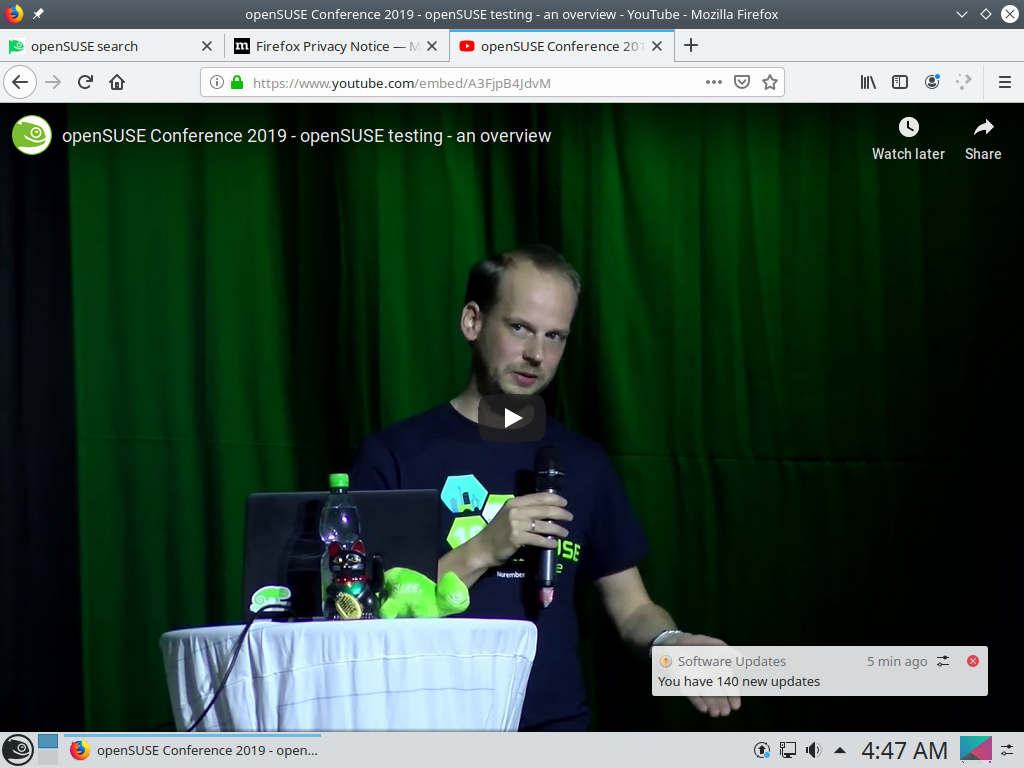 openSUSE Conference 2019 - openSUSE testing - an overview - YouTube - Mozilla Firefox
openSUSE search
Firefox Privacy Notice — M
openSUSE Conference 201
https://www.youtube.com/embed/A3FjpB4JdvM
openSUSE Conference 2019 - openSUSE testing - an overview
Watch later
Share
Nuremberg
Software Updates
5 min ago
You have 140 new updates
openSUSE Conference 2019 - open...
4:47 AM